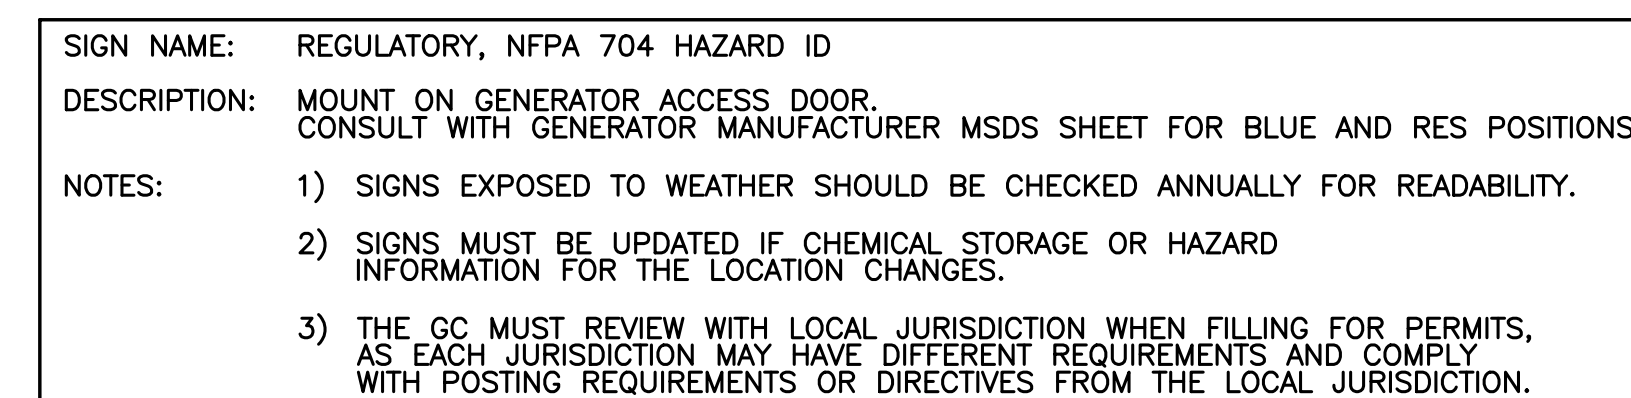 SIGN NAME: REGULATORY, NFPA 704 HAZARD ID
DESCRIPTION: MOUNT ON GENERATOR ACCESS DOOR.
CONSULT WITH GENERATOR MANUFACTURER MSDS SHEET FOR BLUE AND RES POSITIONS
NOTES: 1) SIGNS EXPOSED TO WEATHER SHOULD BE CHECKED ANNUALLY FOR READABILITY.
2) SIGNS MUST BE UPDATED IF CHEMICAL STORAGE OR HAZARD
INFORMATION FOR THE LOCATION CHANGES.
3) THE GC MUST REVIEW WITH LOCAL JURISDICTION WHEN FILLING FOR PERMITS,
AS EACH JURISDICTION MAY HAVE DIFFERENT REQUIREMENTS AND COMPLY
WITH POSTING REQUIREMENTS OR DIRECTIVES FROM THE LOCAL JURISDICTION.